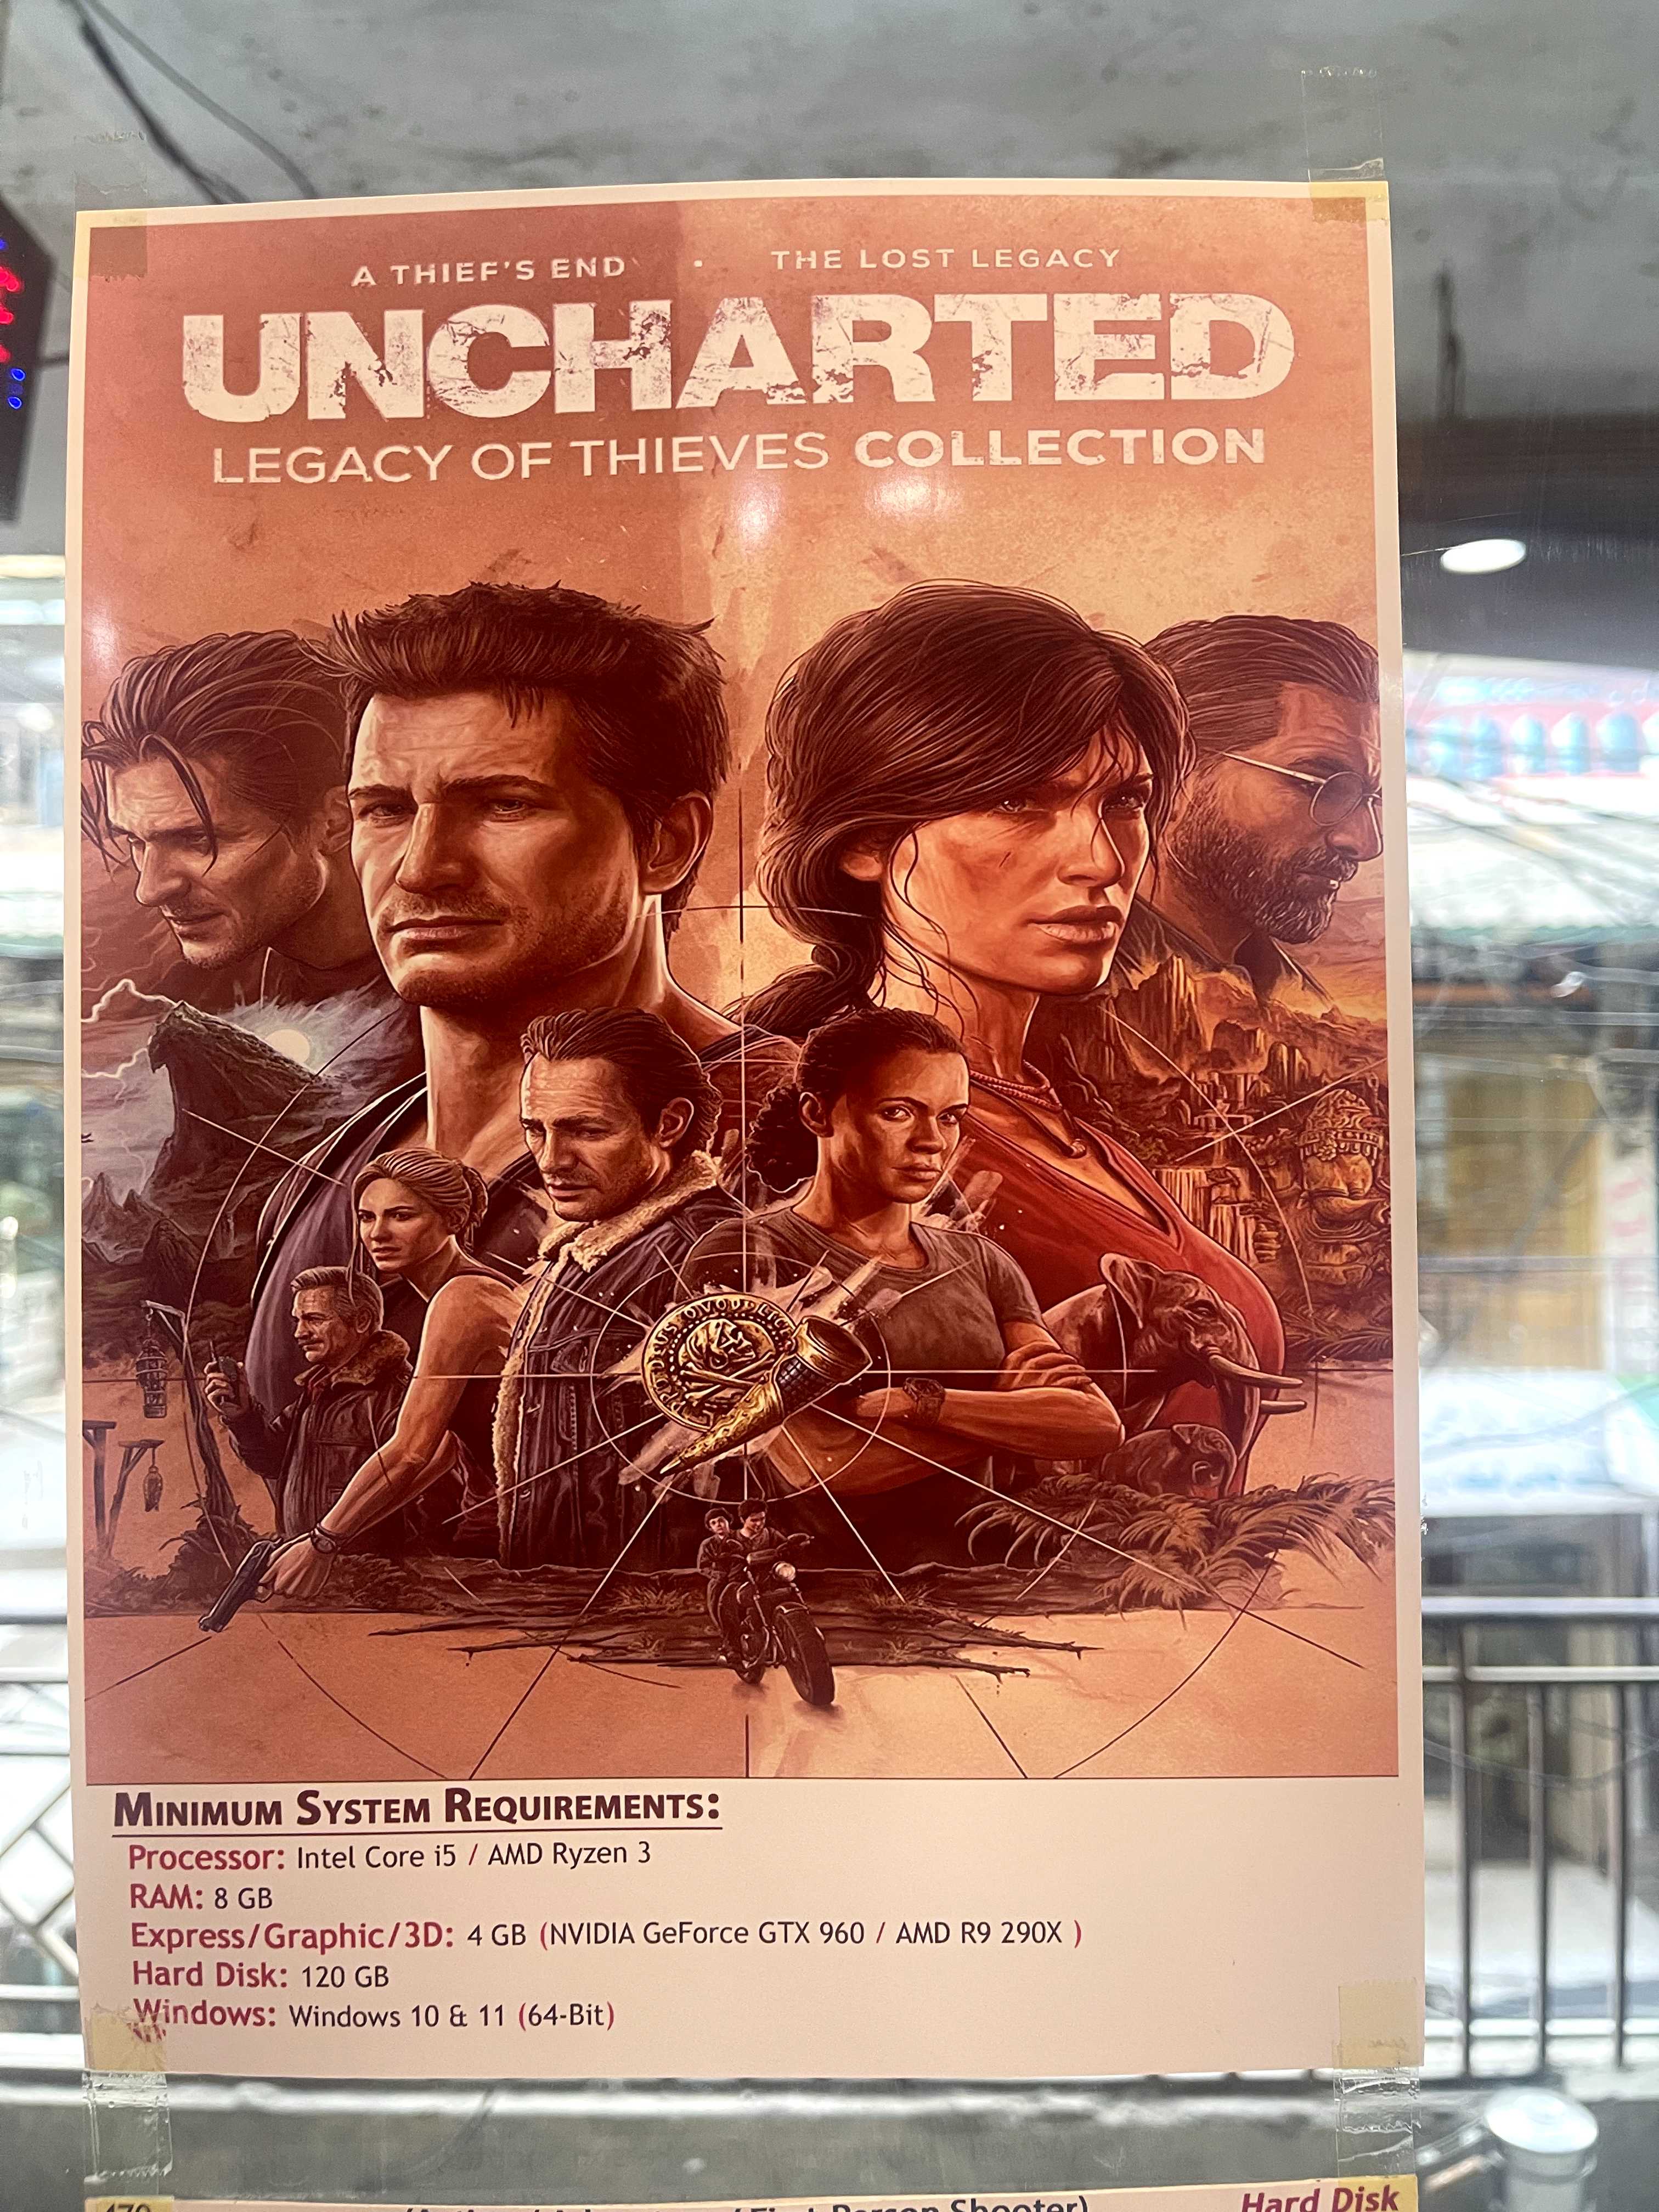 A THIEF'S END · THE LOST LEGACY
UNCHARTED
LEGACY OF THIEVES COLLECTION
MINIMUM SYSTEM REQUIREMENTS:
Processor: Intel Core i5 / AMD Ryzen 3
RAM: 8 GB
Express/Graphic/3D: 4 GB (NVIDIA GeForce GTX 960 / AMD R9 290X )
Hard Disk: 120 GB
Windows: Windows 10 & 11 (64-Bit)
Hard Disk